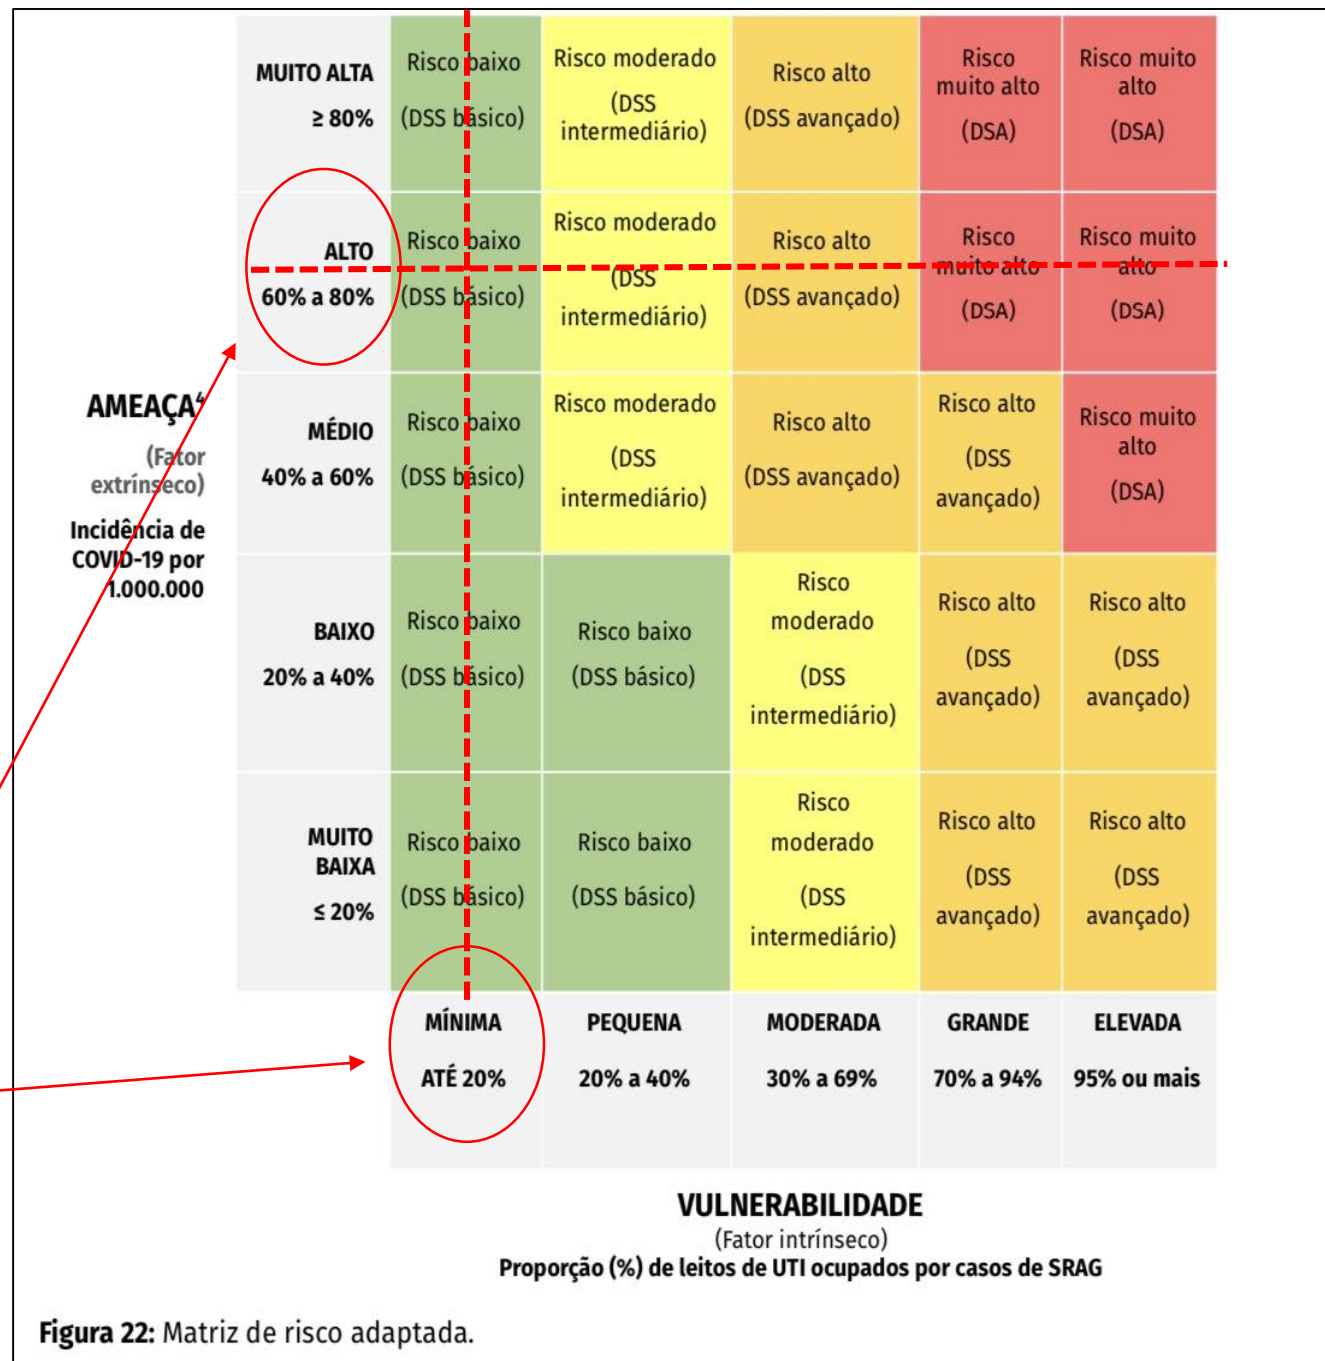 MUITO ALTA
≥ 80%
Risco baixo
(DSS básico)
Risco moderado
(DSS
intermediário)
Risco alto
(DSS avançado)
Risco
muito alto
(DSA)
Risco muito
alto
(DSA)
ALTO
60% a 80%
Risco baixo
(DSS básico)
Risco moderado
(DSS
intermediário)
Risco alto
(DSS avançado)
Risco
muito alto
(DSA)
Risco muito
alto
(DSA)
AMEAÇA⁴
(Fator
extrínseco)
Incidência de
COVID-19 por
1.000.000
MÉDIO
40% a 60%
Risco baixo
(DSS básico)
Risco moderado
(DSS
intermediário)
Risco alto
(DSS avançado)
Risco alto
(DSS
avançado)
Risco muito
alto
(DSA)
BAIXO
20% a 40%
Risco baixo
(DSS básico)
Risco baixo
(DSS básico)
Risco
moderado
(DSS
intermediário)
Risco alto
(DSS
avançado)
Risco alto
(DSS
avançado)
MUITO
BAIXA
≤ 20%
Risco baixo
(DSS básico)
Risco baixo
(DSS básico)
Risco
moderado
(DSS
intermediário)
Risco alto
(DSS
avançado)
Risco alto
(DSS
avançado)
MÍNIMA
ATÉ 20%
PEQUENA
20% a 40%
MODERADA
30% a 69%
GRANDE
70% a 94%
ELEVADA
95% ou mais
VULNERABILIDADE
(Fator intrínseco)
Proporção (%) de leitos de UTI ocupados por casos de SRAG
Figura 22: Matriz de risco adaptada.